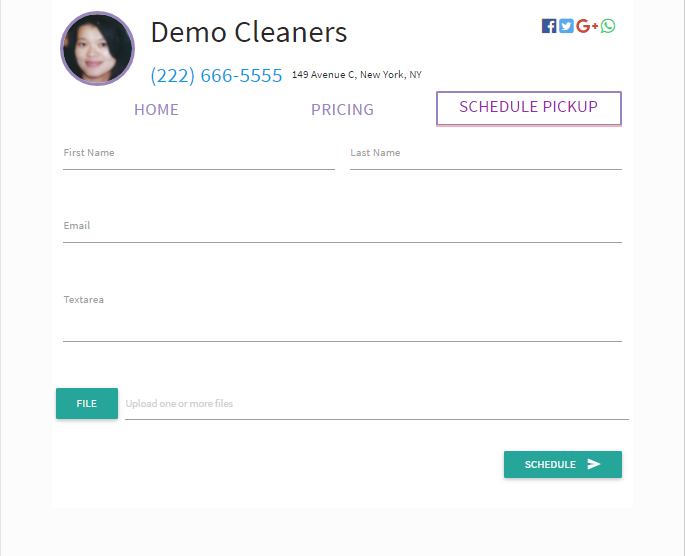 Demo Cleaners
(222) 666-5555 149 Avenue C, New York, NY
HOME PRICING SCHEDULE PICKUP
First Name Last Name
Email
Textarea
FILE Upload one or more files
SCHEDULE